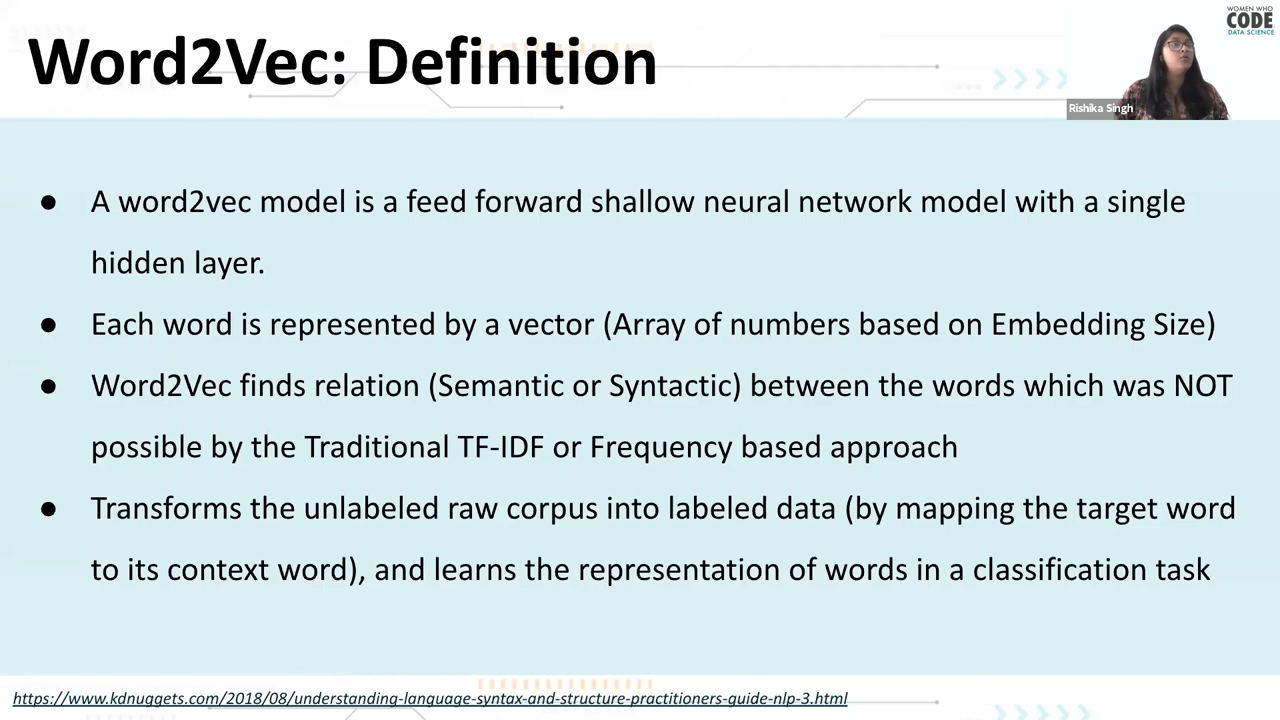 Word2Vec: Definition
WOMEN WHO
CODE
DATA SCIENCE
Rishika Singh
● A word2vec model is a feed forward shallow neural network model with a single
hidden layer.
● Each word is represented by a vector (Array of numbers based on Embedding Size)
● Word2Vec finds relation (Semantic or Syntactic) between the words which was NOT
possible by the Traditional TF-IDF or Frequency based approach
● Transforms the unlabeled raw corpus into labeled data (by mapping the target word
to its context word), and learns the representation of words in a classification task
https://www.kdnuggets.com/2018/08/understanding-language-syntax-and-structure-practitioners-guide-nlp-3.html